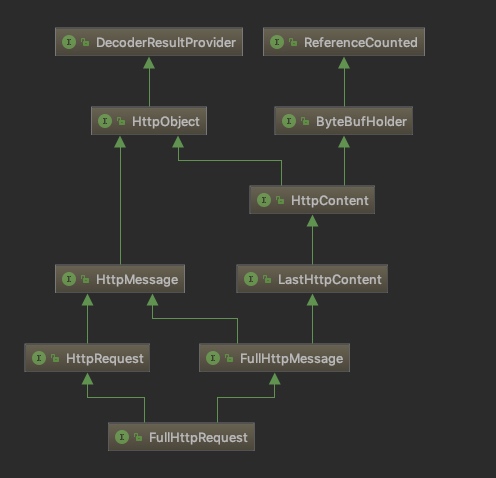 I DecoderResultProvider
I ReferenceCounted
I HttpObject
I ByteBufHolder
I HttpContent
I HttpMessage
I LastHttpContent
I HttpRequest
I FullHttpMessage
I FullHttpRequest